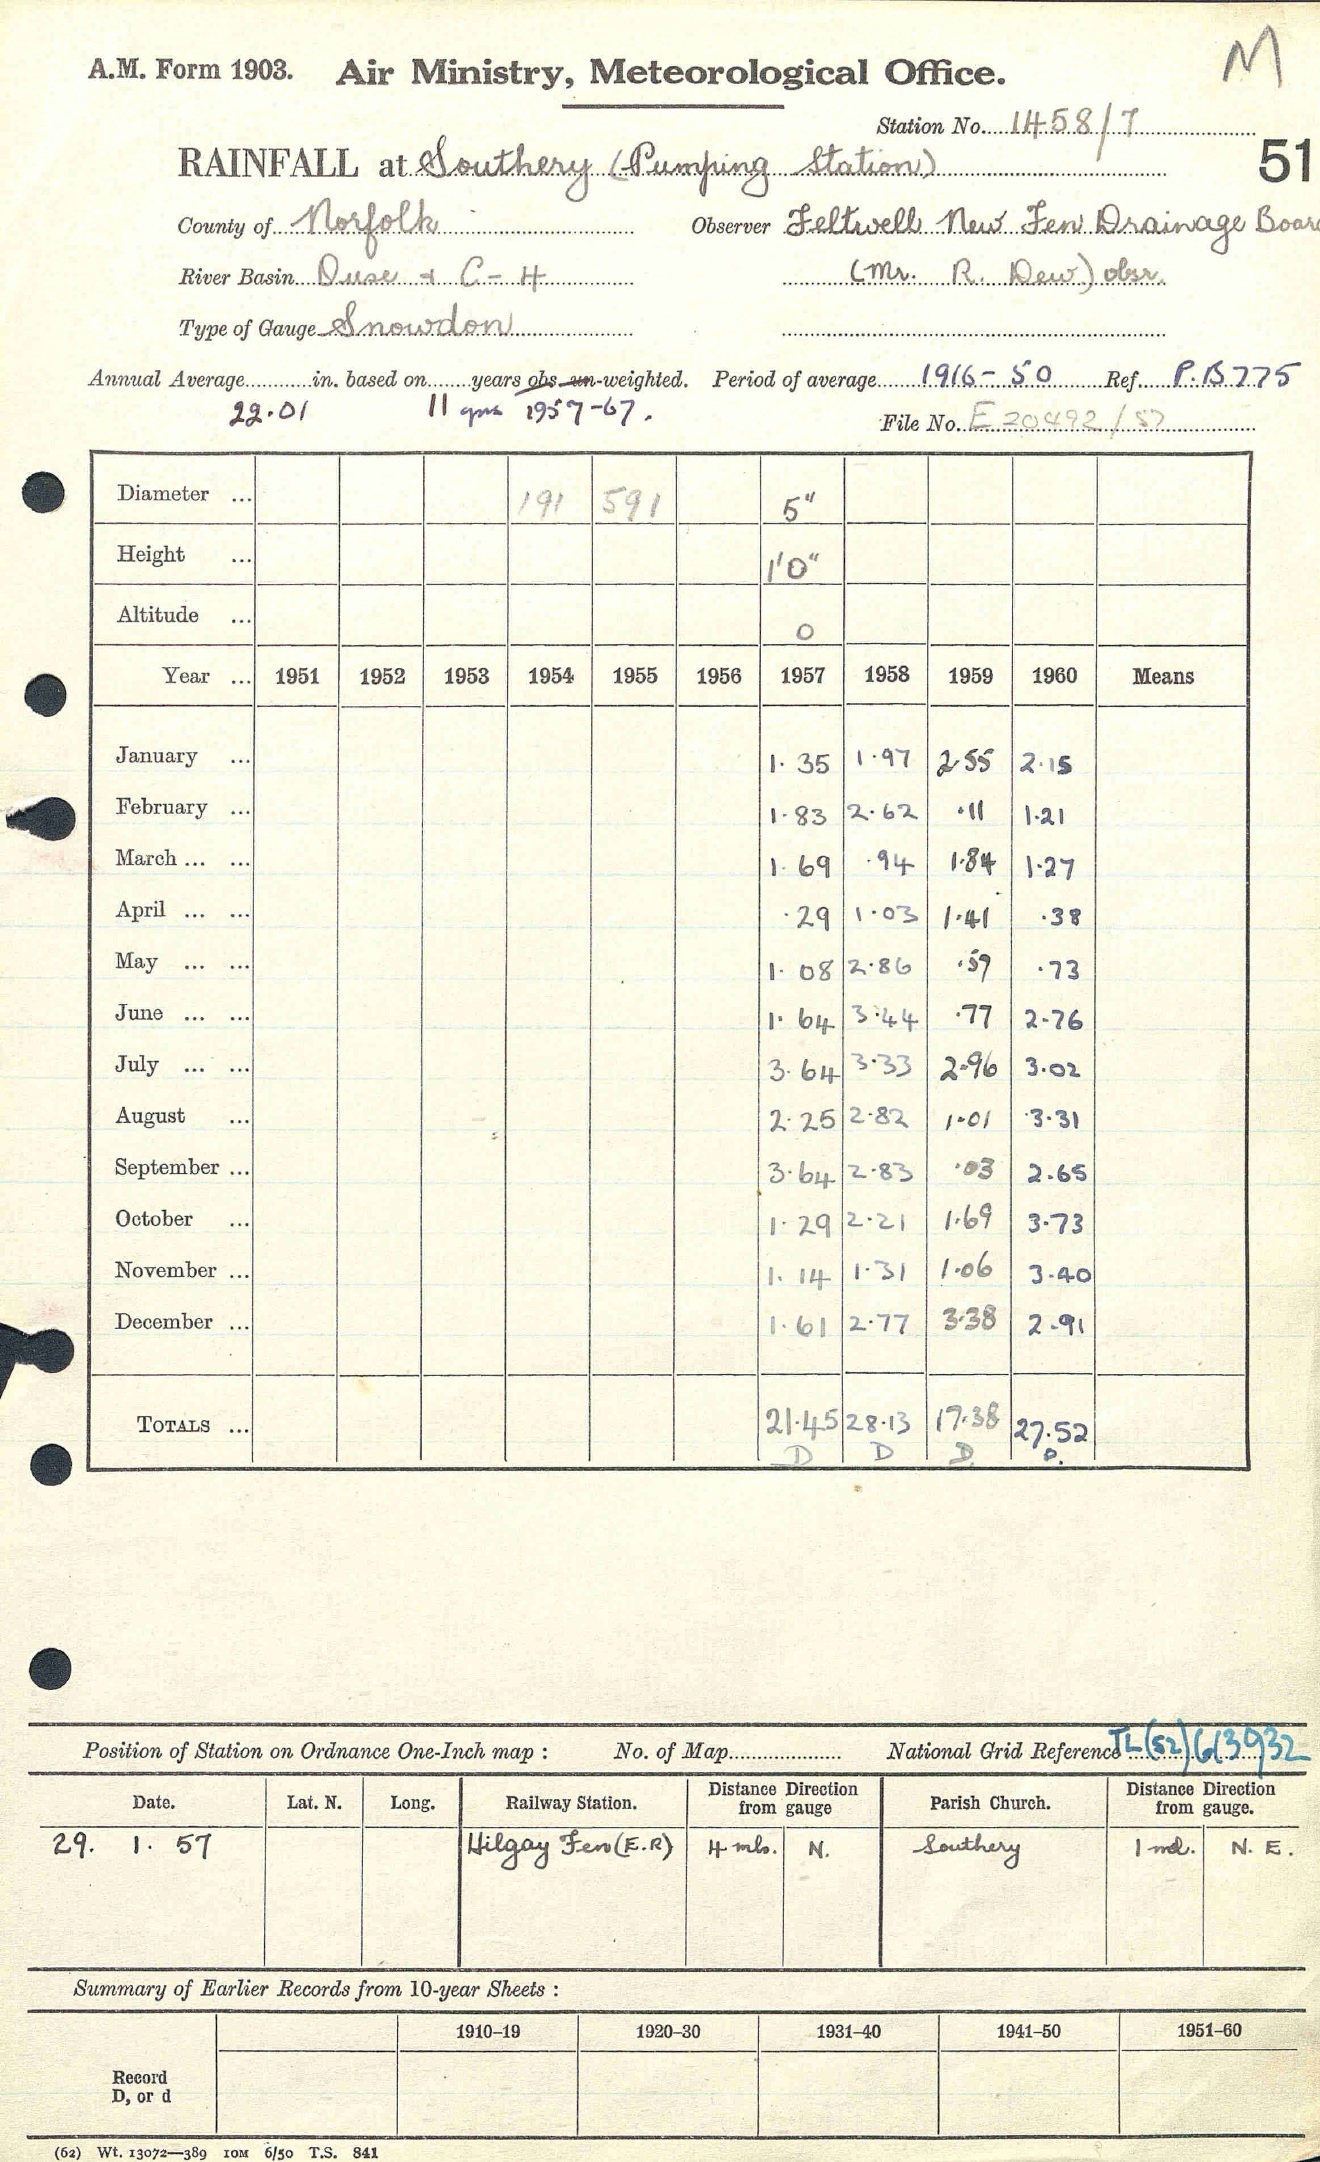 M
A.M. Form 1903. Air Ministry, Meteorological Office.
Station No. 1458/7
RAINFALL at Southery (Pumping Station)
51
County of Norfolk Observer Feltwell New Fen Drainage Board
River Basin Ouse + C-4 (Mr. R. Dew) obsr.
Type of Gauge Snowdon
Annual Average in. based on years obs un-weighted. Period of average 1916-50 Ref. P.B775
22.01 11 yrs 1957-67.
File No. E 20492/57
Diameter ... 191 591 5"
Height ... 1'0"
Altitude ... 0
Year ... 1951 1952 1953 1954 1955 1956 1957 1958 1959 1960 Means
January ... 1.35 1.97 2.55 2.15
February ... 1.83 2.62 .11 1.21
March ... ... 1.69 .94 1.84 1.27
April ... ... .29 1.03 1.41 .38
May ... ... 1.08 2.86 .57 .73
June ... ... 1.64 3.44 .77 2.76
July ... ... 3.64 3.33 2.96 3.02
August ... 2.25 2.82 1.01 3.31
September ... 3.64 2.83 .03 2.65
October ... 1.29 2.21 1.69 3.73
November ... 1.14 1.31 1.06 3.40
December ... 1.61 2.77 3.38 2.91
TOTALS ... 21.45 28.13 17.38 27.52
D D D D.
Position of Station on Ordnance One-Inch map : No. of Map National Grid Reference TL(52)613932
Date. Lat. N. Long. Railway Station. Distance Direction from gauge Parish Church. Distance Direction from gauge.
29. 1. 57 Hilgay Fen (E.R) 4 mls. N. Southery 1 ml. N. E.
Summary of Earlier Records from 10-year Sheets :
1910–19 1920–30 1931–40 1941–50 1951–60
Record
D, or d
(62) Wt. 13072—389 10M 6/50 T.S. 841